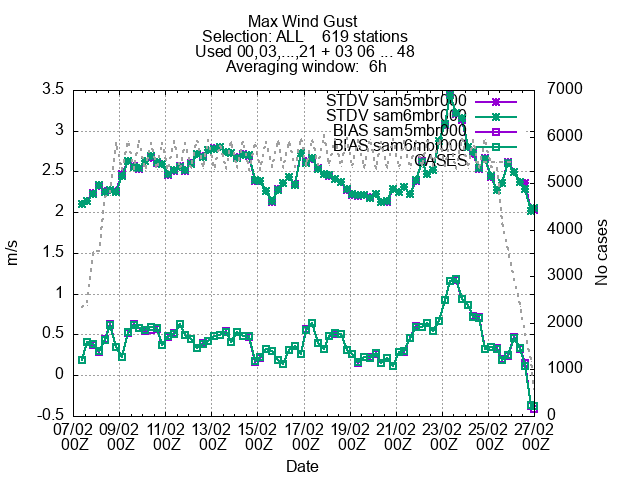 Max Wind Gust
Selection: ALL 619 stations
Used 00,03,...,21 + 03 06 ... 48
Averaging window: 6h
STDV sam5mbr000
STDV sam6mbr000
BIAS sam5mbr000
BIAS sam6mbr000
CASES
3.5
3
2.5
2
1.5
1
0.5
0
-0.5
m/s
7000
6000
5000
4000
3000
2000
1000
0
No cases
07/02 09/02 11/02 13/02 15/02 17/02 19/02 21/02 23/02 25/02 27/02
00Z 00Z 00Z 00Z 00Z 00Z 00Z 00Z 00Z 00Z 00Z
Date